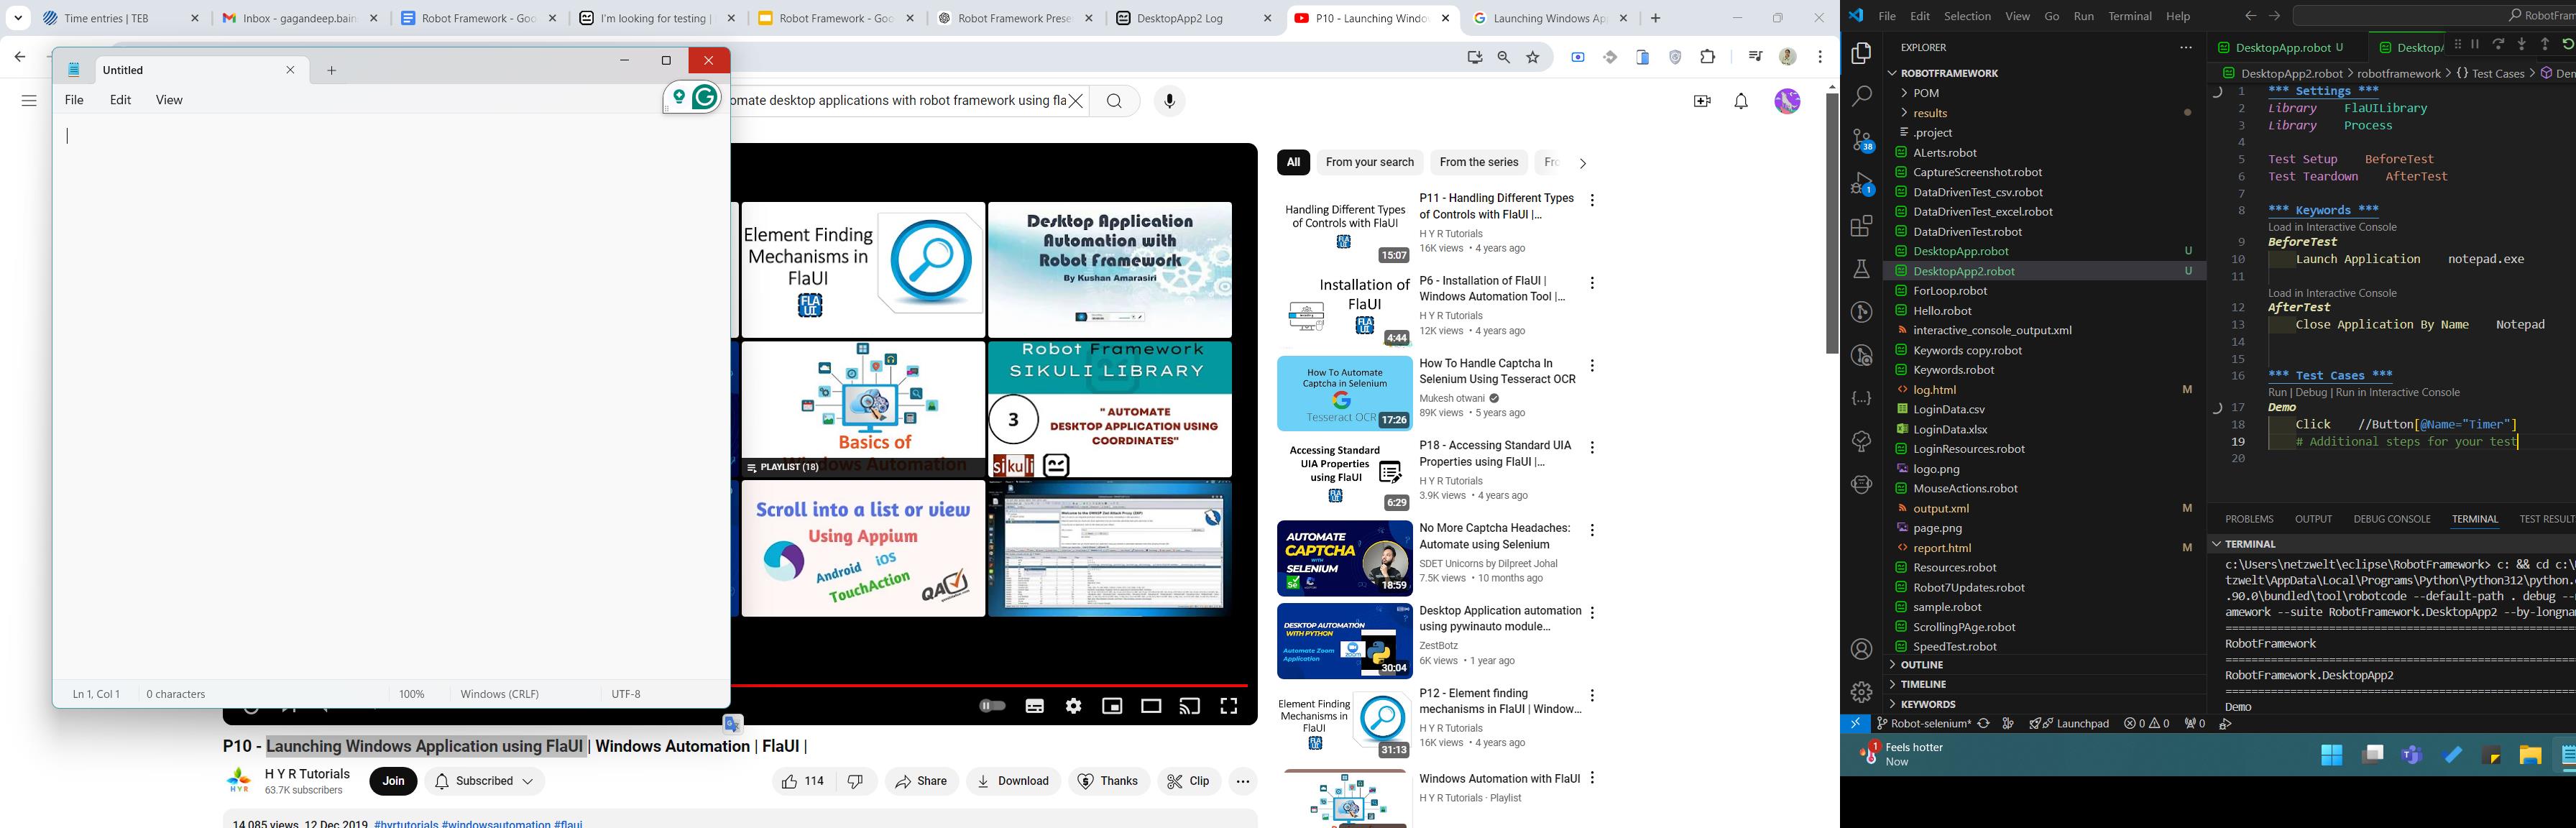 Time entries | TEB
Inbox - gagandeep.bain
Robot Framework - Goo
I'm looking for testing |
Robot Framework - Goo
Robot Framework Prese
DesktopApp2 Log
P10 - Launching Windo
Launching Windows Ap
Untitled
File Edit View
omate desktop applications with robot framework using fla
Element Finding
Mechanisms in
FlaUI
FLA
UI
Desktop Application
Automation with
Robot Framework
By Kushan Amarasiri
Basics of
Windows Automation
PLAYLIST (18)
Robot Framework
SIKULI LIBRARY
3
" AUTOMATE
DESKTOP APPLICATION USING
COORDINATES"
sikuli
Scroll into a list or view
Using Appium
iOS
Android
TouchAction
QA
Ln 1, Col 1
0 characters
100%
Windows (CRLF)
UTF-8
P10 - Launching Windows Application using FlaUI | Windows Automation | FlaUI |
H Y R Tutorials
63.7K subscribers
HYR
Join
Subscribed
114
Share
Download
Thanks
Clip
14,085 views 12 Dec 2019 #hyrtutorials #windowsautomation #flaui
All
From your search
From the series
Fro
Handling Different Types
of Controls with FlaUI
15:07
P11 - Handling Different Types
of Controls with FlaUI |...
H Y R Tutorials
16K views • 4 years ago
Installation of
FlaUI
4:44
P6 - Installation of FlaUI |
Windows Automation Tool |...
H Y R Tutorials
12K views • 4 years ago
How To Automate
Captcha in Selenium
Tesseract OCR
17:26
How To Handle Captcha In
Selenium Using Tesseract OCR
Mukesh otwani
89K views • 5 years ago
Accessing Standard
UIA Properties
using FlaUI
6:29
P18 - Accessing Standard UIA
Properties using FlaUI |...
H Y R Tutorials
3.9K views • 4 years ago
AUTOMATE
CAPTCHA
WITH
SELENIUM
18:59
No More Captcha Headaches:
Automate using Selenium
SDET Unicorns by Dilpreet Johal
7.5K views • 10 months ago
DESKTOP AUTOMATION
WITH PYTHON
Automate Zoom
Application
30:04
Desktop Application automation
using pywinauto module...
ZestBotz
6K views • 1 year ago
Element Finding
Mechanisms in
FlaUI
31:13
P12 - Element finding
mechanisms in FlaUI | Window...
H Y R Tutorials
16K views • 4 years ago
Windows Automation with FlaUI
H Y R Tutorials · Playlist
File Edit Selection View Go Run Terminal Help
RobotFram
EXPLORER
ROBOTFRAMEWORK
POM
results
.project
ALerts.robot
CaptureScreenshot.robot
DataDrivenTest_csv.robot
DataDrivenTest_excel.robot
DataDrivenTest.robot
DesktopApp.robot U
DesktopApp2.robot U
ForLoop.robot
Hello.robot
interactive_console_output.xml
Keywords copy.robot
Keywords.robot
log.html M
LoginData.csv
LoginData.xlsx
LoginResources.robot
logo.png
MouseActions.robot
output.xml M
page.png
report.html M
Resources.robot
Robot7Updates.robot
sample.robot
ScrollingPAge.robot
SpeedTest.robot
OUTLINE
TIMELINE
KEYWORDS
38
1
DesktopApp.robot U
DesktopA
DesktopApp2.robot > robotframework > {} Test Cases > Dem
1 *** Settings ***
2 Library FlaUILibrary
3 Library Process
4
5 Test Setup BeforeTest
6 Test Teardown AfterTest
7
8 *** Keywords ***
Load in Interactive Console
9 BeforeTest
10 Launch Application notepad.exe
11
Load in Interactive Console
12 AfterTest
13 Close Application By Name Notepad
14
15
16 *** Test Cases ***
Run | Debug | Run in Interactive Console
17 Demo
18 Click //Button[@Name="Timer"]
19 # Additional steps for your test
20
PROBLEMS OUTPUT DEBUG CONSOLE TERMINAL TEST RESULT
TERMINAL
c:\Users\netzwelt\eclipse\RobotFramework> c: && cd c:\
tzwelt\AppData\Local\Programs\Python\Python312\python.
.90.0\bundled\tool\robotcode --default-path . debug --
amework --suite RobotFramework.DesktopApp2 --by-longna
RobotFramework
RobotFramework.DesktopApp2
Demo
Robot-selenium*
Launchpad
0
0
0
1
Feels hotter
Now